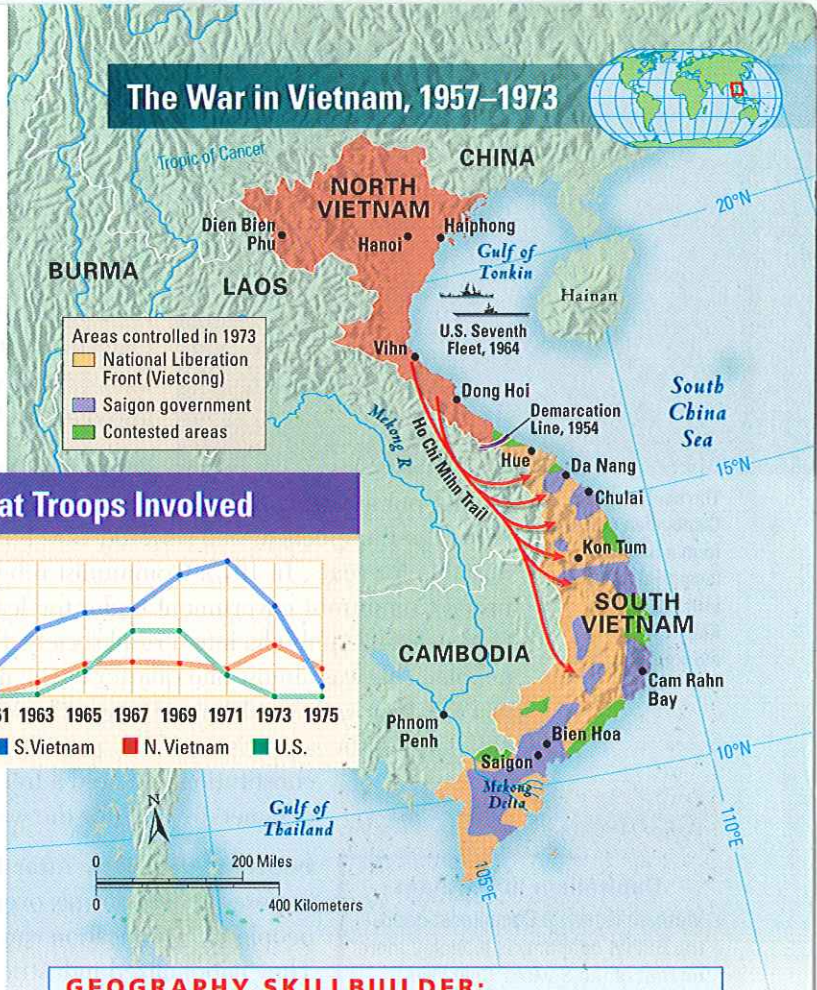 The War in Vietnam, 1957–1973
Tropic of Cancer
CHINA
NORTH
VIETNAM
20°N
Dien Bien
Phu
Hanoi
Haiphong
Gulf of
Tonkin
BURMA
LAOS
Hainan
U.S. Seventh
Fleet, 1964
Areas controlled in 1973
National Liberation
Front (Vietcong)
Saigon government
Contested areas
Vihn
Dong Hoi
South
China
Sea
Demarcation
Line, 1954
Mekong R
Ho Chi Mihn Trail
Hue
Da Nang
15°N
Chulai
at Troops Involved
Kon Tum
SOUTH
VIETNAM
CAMBODIA
Cam Rahn
Bay
61 1963 1965 1967 1969 1971 1973 1975
S.Vietnam N. Vietnam U.S.
Phnom
Penh
Bien Hoa
Saigon
10°N
Mekong
Delta
N
Gulf of
Thailand
110°E
105°E
0 200 Miles
0 400 Kilometers
GEOGRAPHY SKILLBUILDER: